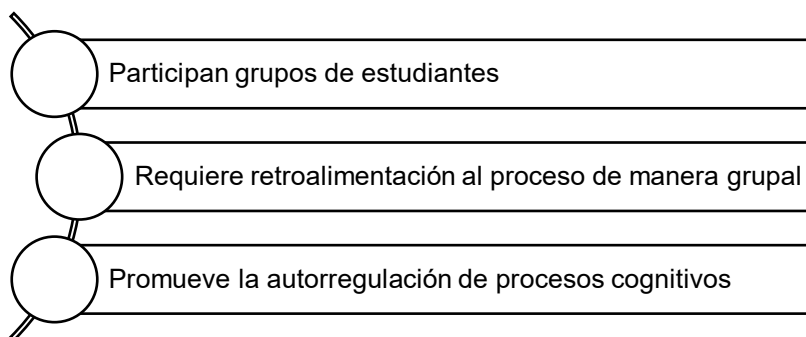 Participan grupos de estudiantes
Requiere retroalimentación al proceso de manera grupal
Promueve la autorregulación de procesos cognitivos